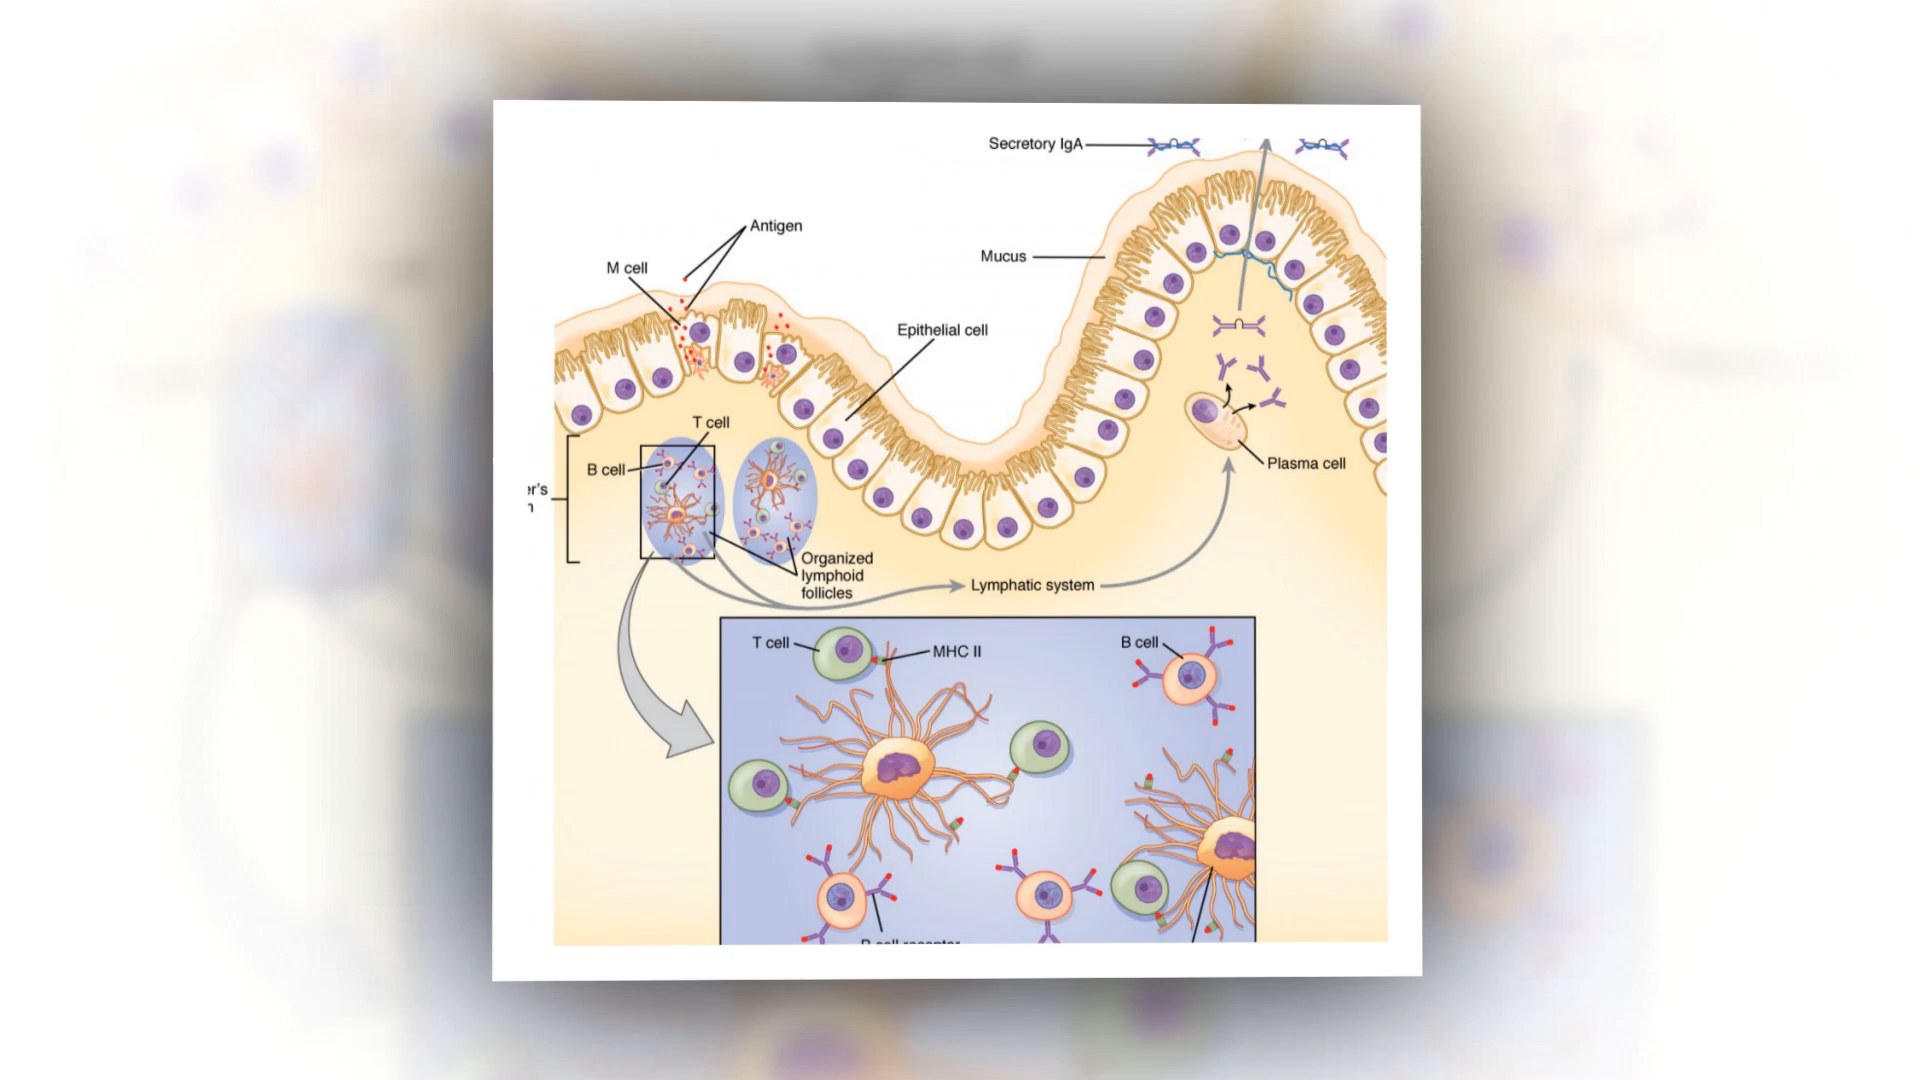 Secretory IgA
Antigen
Mucus
M cell
Epithelial cell
T cell
B cell
Plasma cell
er's
Organized
lymphoid
follicles
Lymphatic system
T cell
MHC II
B cell